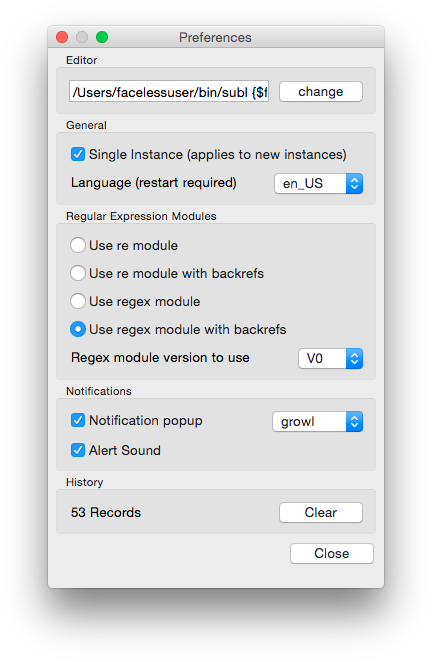 Preferences
Editor
/Users/facelessuser/bin/subl {$f
change
General
Single Instance (applies to new instances)
Language (restart required)
en_US
Regular Expression Modules
Use re module
Use re module with backrefs
Use regex module
Use regex module with backrefs
Regex module version to use
V0
Notifications
Notification popup
growl
Alert Sound
History
53 Records
Clear
Close